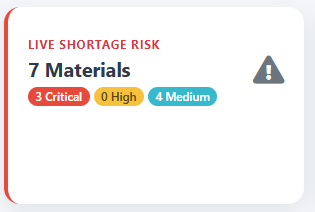 LIVE SHORTAGE RISK
7 Materials
3 Critical 0 High 4 Medium